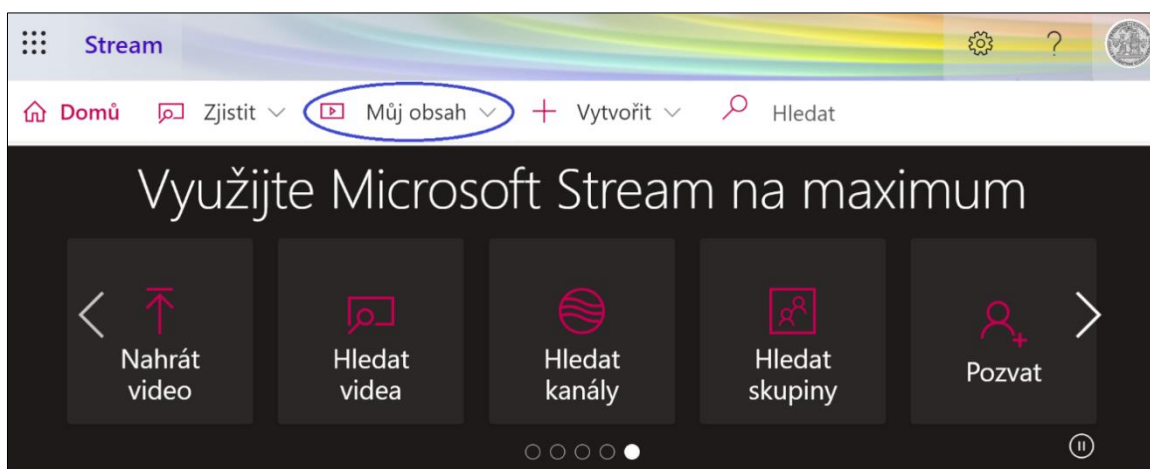 Stream
?
Domů Zjistit Můj obsah Vytvořit Hledat
Využijte Microsoft Stream na maximum
Nahrát
video
Hledat
videa
Hledat
kanály
Hledat
skupiny
Pozvat